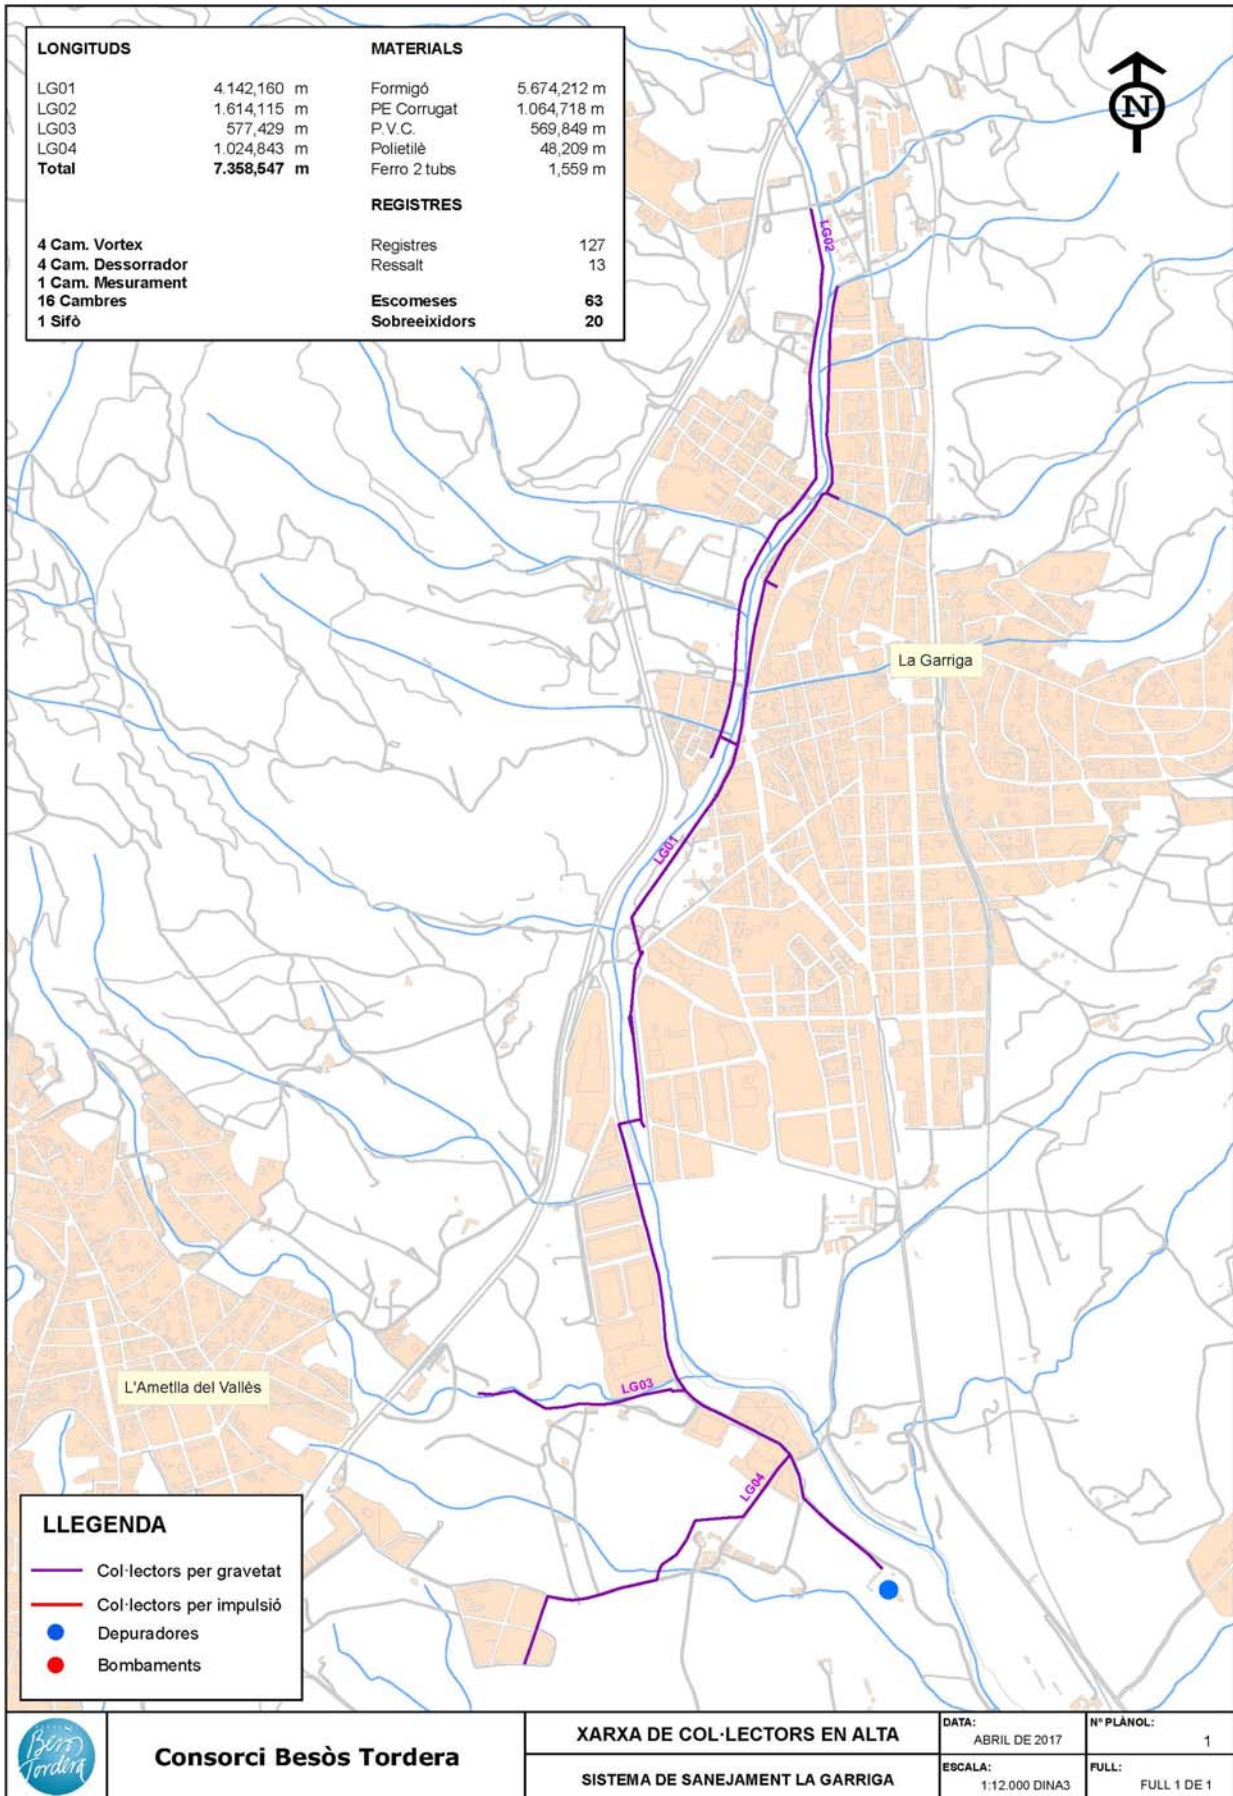 LONGITUDS
LG01 4.142,160 m
LG02 1.614,115 m
LG03 577,429 m
LG04 1.024,843 m
Total 7.358,547 m
4 Cam. Vortex
4 Cam. Dessorrador
1 Cam. Mesurament
16 Cambres
1 Sifò
MATERIALS
Formigó 5.674,212 m
PE Corrugat 1.064,718 m
P.V.C. 569,849 m
Polietilè 48,209 m
Ferro 2 tubs 1,559 m
REGISTRES
Registres 127
Ressalt 13
Escomeses 63
Sobreeixidors 20
N
LG02
La Garriga
LG01
L'Ametlla del Vallès
LG03
LG04
LLEGENDA
Col·lectors per gravetat
Col·lectors per impulsió
Depuradores
Bombaments
Besòs
Tordera
Consorci Besòs Tordera
XARXA DE COL·LECTORS EN ALTA
SISTEMA DE SANEJAMENT LA GARRIGA
DATA:
ABRIL DE 2017
ESCALA:
1:12.000 DINA3
Nº PLÀNOL:
1
FULL:
FULL 1 DE 1